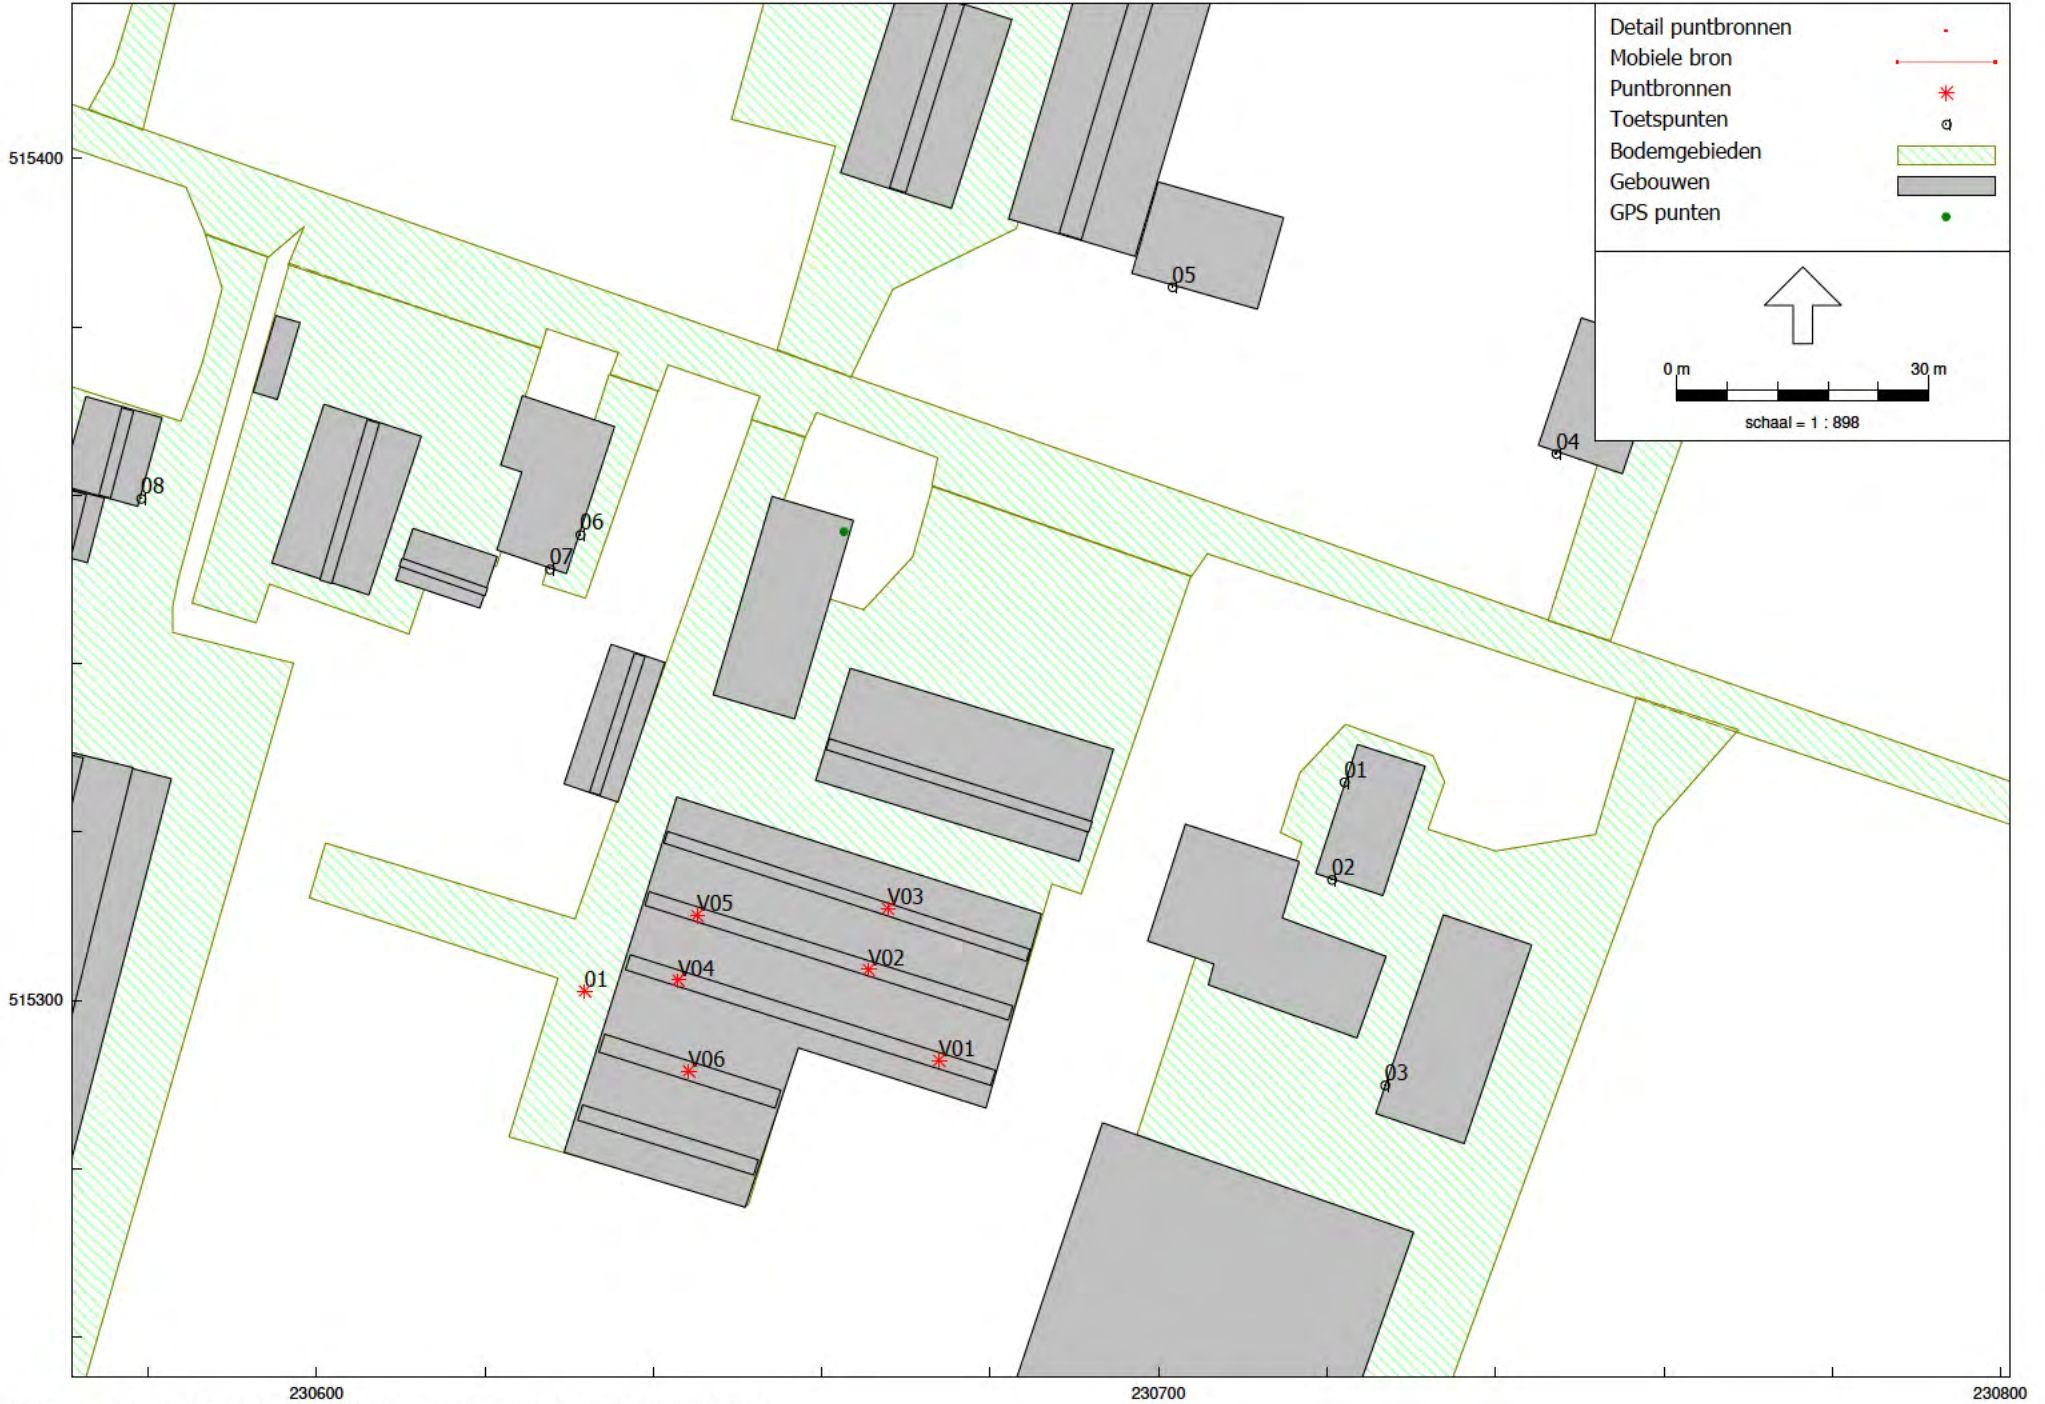 Detail puntbronnen
Mobiele bron
Puntbronnen
Toetspunten
Bodemgebieden
Gebouwen
GPS punten
0 m 30 m
schaal = 1 : 898
515400
05
04
08
06
07
01
02
V03
V05
V02
V04
01
V01
V06
03
515300
230600 230700 230800